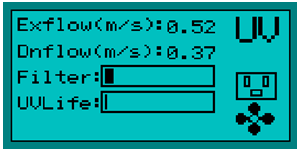 Exflow(m/s):0.52 UV
Dnflow(m/s):0.37
Filter:
UVLife: